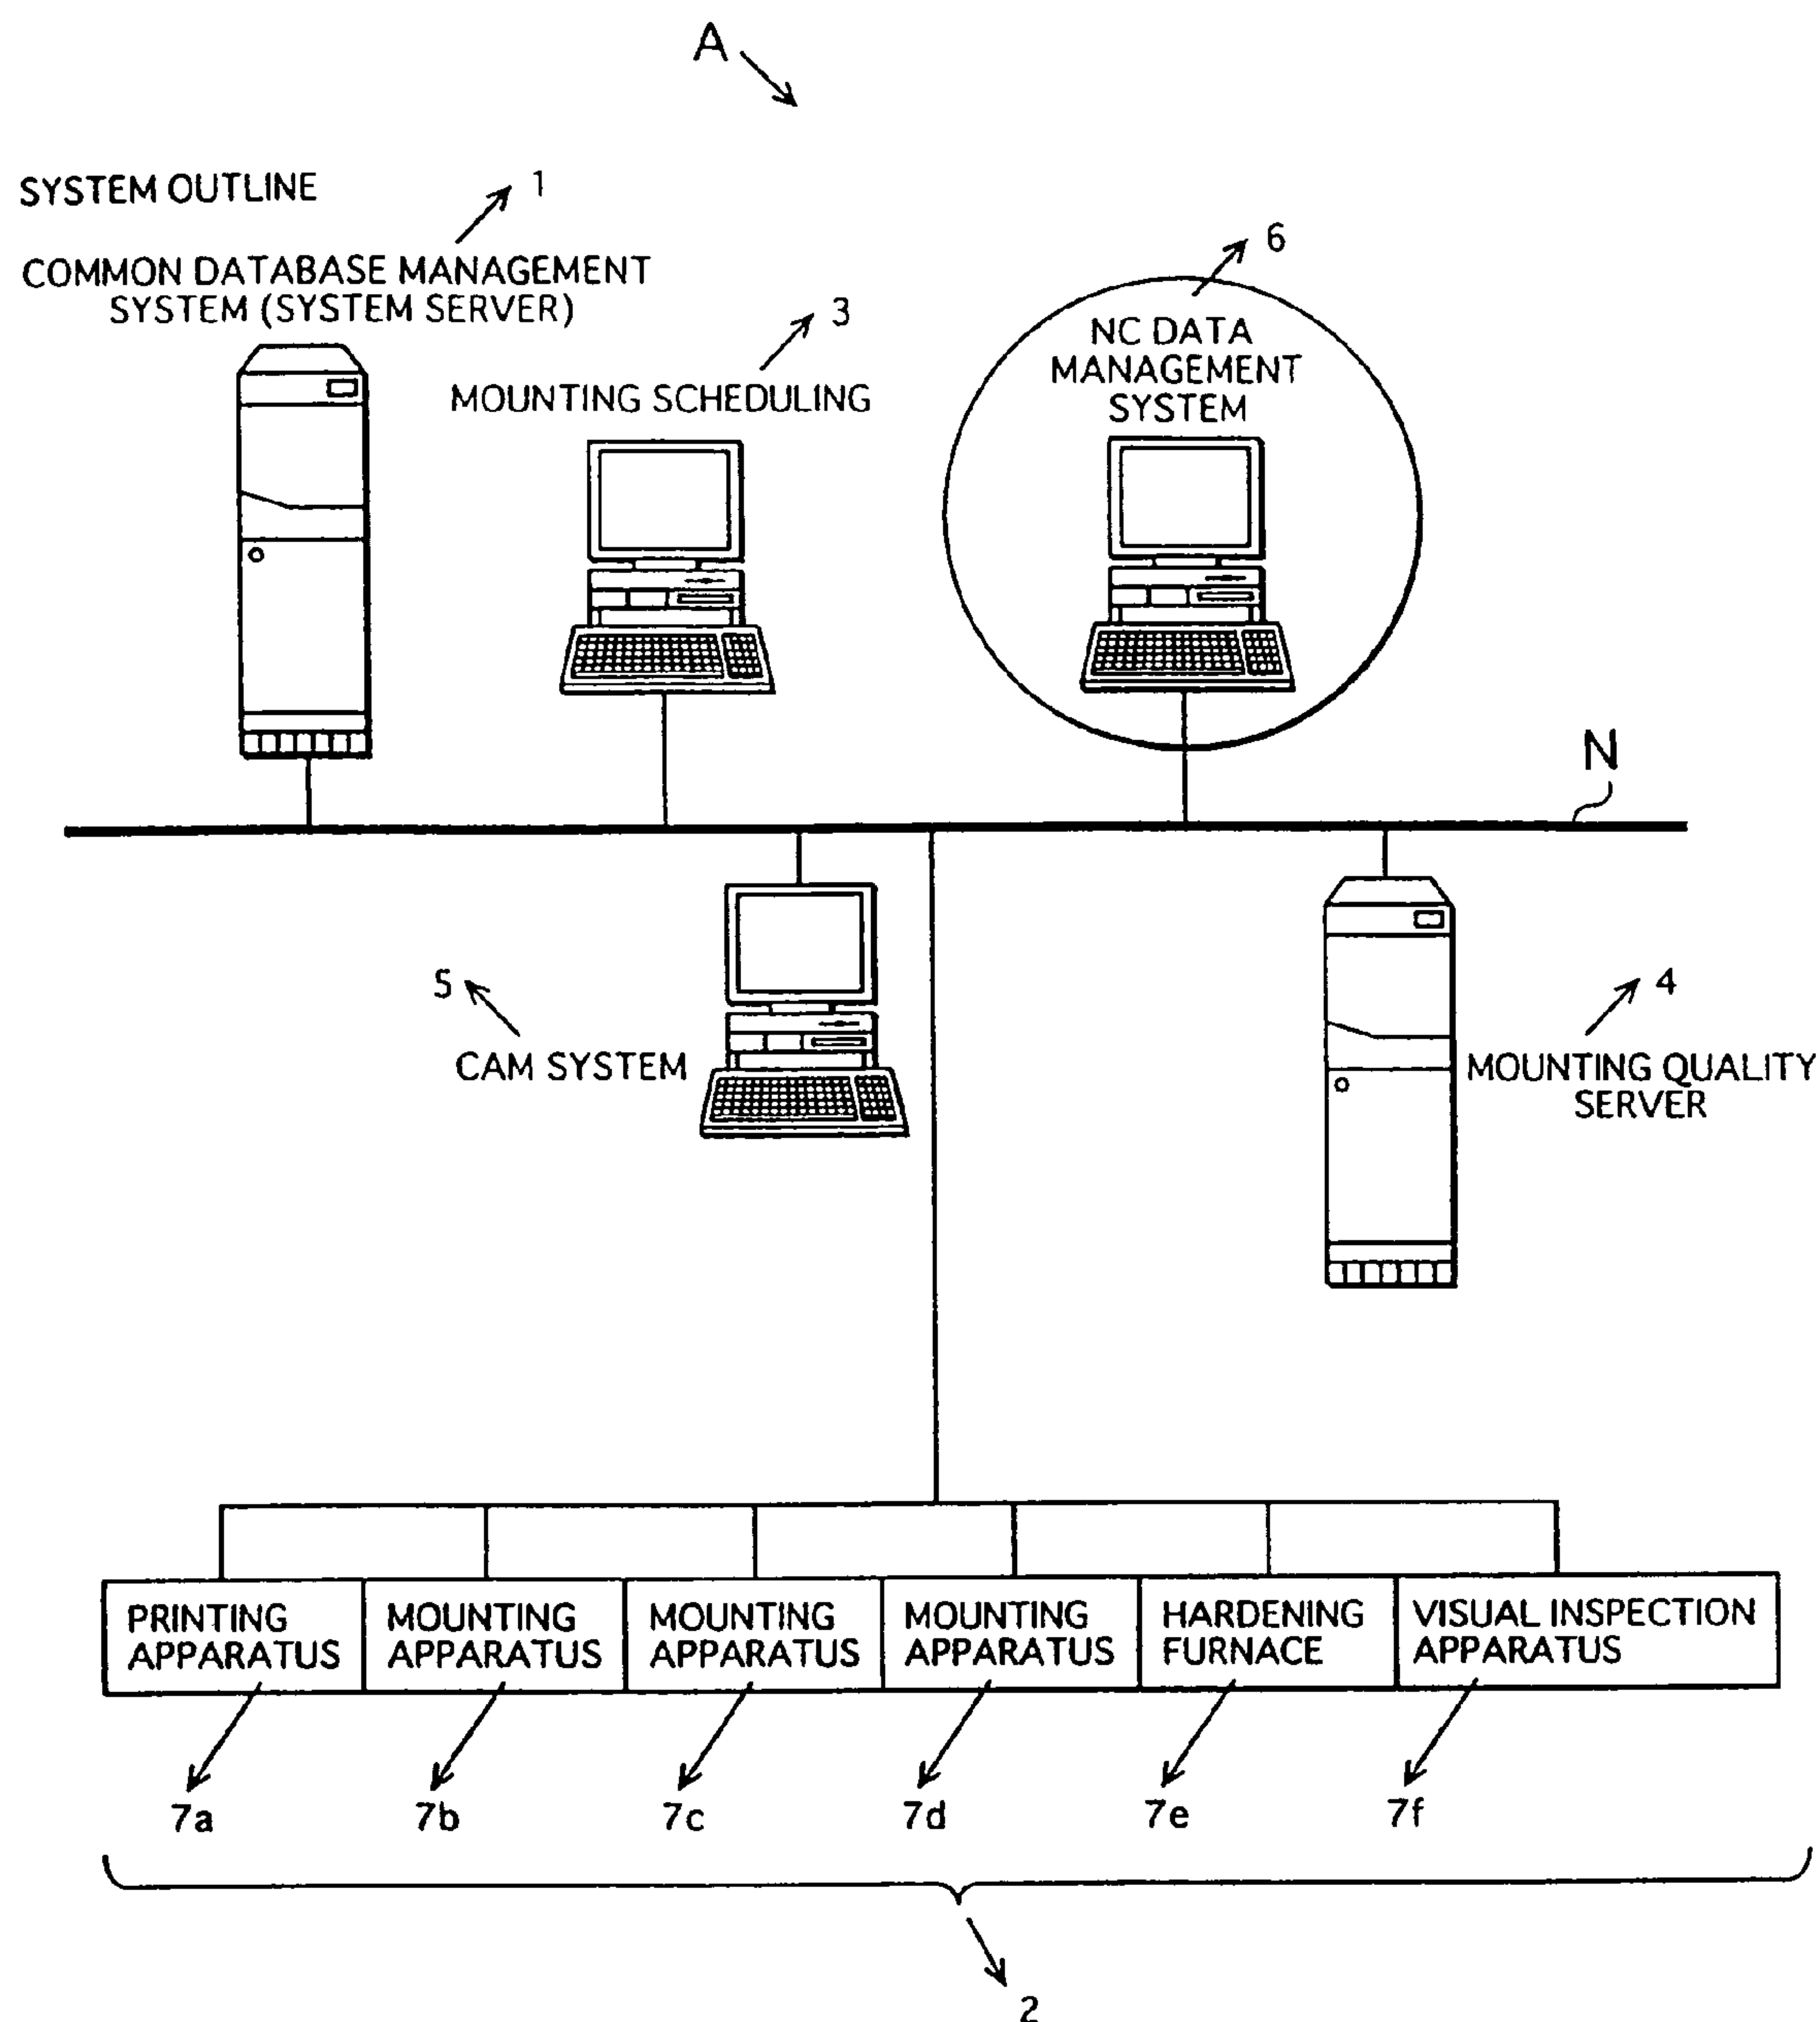 A
SYSTEM OUTLINE
1
COMMON DATABASE MANAGEMENT
SYSTEM (SYSTEM SERVER)
3
MOUNTING SCHEDULING
6
NC DATA
MANAGEMENT
SYSTEM
N
5
CAM SYSTEM
4
MOUNTING QUALITY
SERVER
PRINTING
APPARATUS
MOUNTING
APPARATUS
MOUNTING
APPARATUS
MOUNTING
APPARATUS
HARDENING
FURNACE
VISUAL INSPECTION
APPARATUS
7a
7b
7c
7d
7e
7f
2